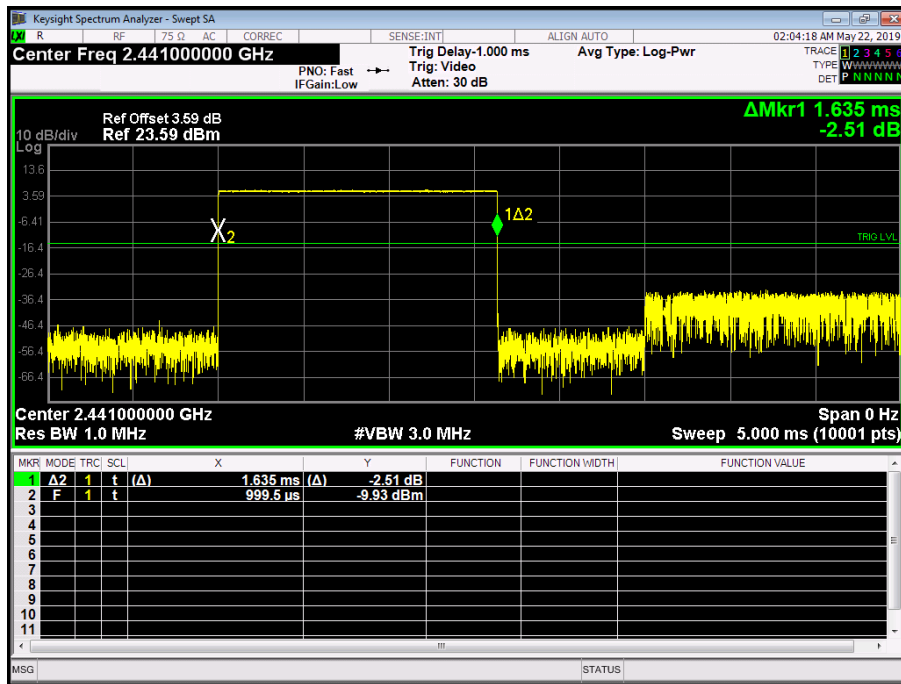 Keysight Spectrum Analyzer - Swept SA
LXI R RF 75 Ω AC CORREC SENSE:INT ALIGN AUTO 02:04:18 AM May 22, 2019
Center Freq 2.441000000 GHz Trig Delay-1.000 ms Avg Type: Log-Pwr TRACE 1 2 3 4 5 6
PNO: Fast Trig: Video TYPE WWWWWW
IFGain:Low Atten: 30 dB DET P N N N N N
ΔMkr1 1.635 ms
-2.51 dB
Ref Offset 3.59 dB
10 dB/div Ref 23.59 dBm
Log
13.6
3.59
-6.41
-16.4
-26.4
-36.4
-46.4
-56.4
-66.4
2
1Δ2
TRIG LVL
Center 2.441000000 GHz Span 0 Hz
Res BW 1.0 MHz #VBW 3.0 MHz Sweep 5.000 ms (10001 pts)
MKR MODE TRC SCL X Y FUNCTION FUNCTION WIDTH FUNCTION VALUE
1 Δ2 1 t (Δ) 1.635 ms (Δ) -2.51 dB
2 F 1 t 999.5 µs -9.93 dBm
3
4
5
6
7
8
9
10
11
MSG STATUS